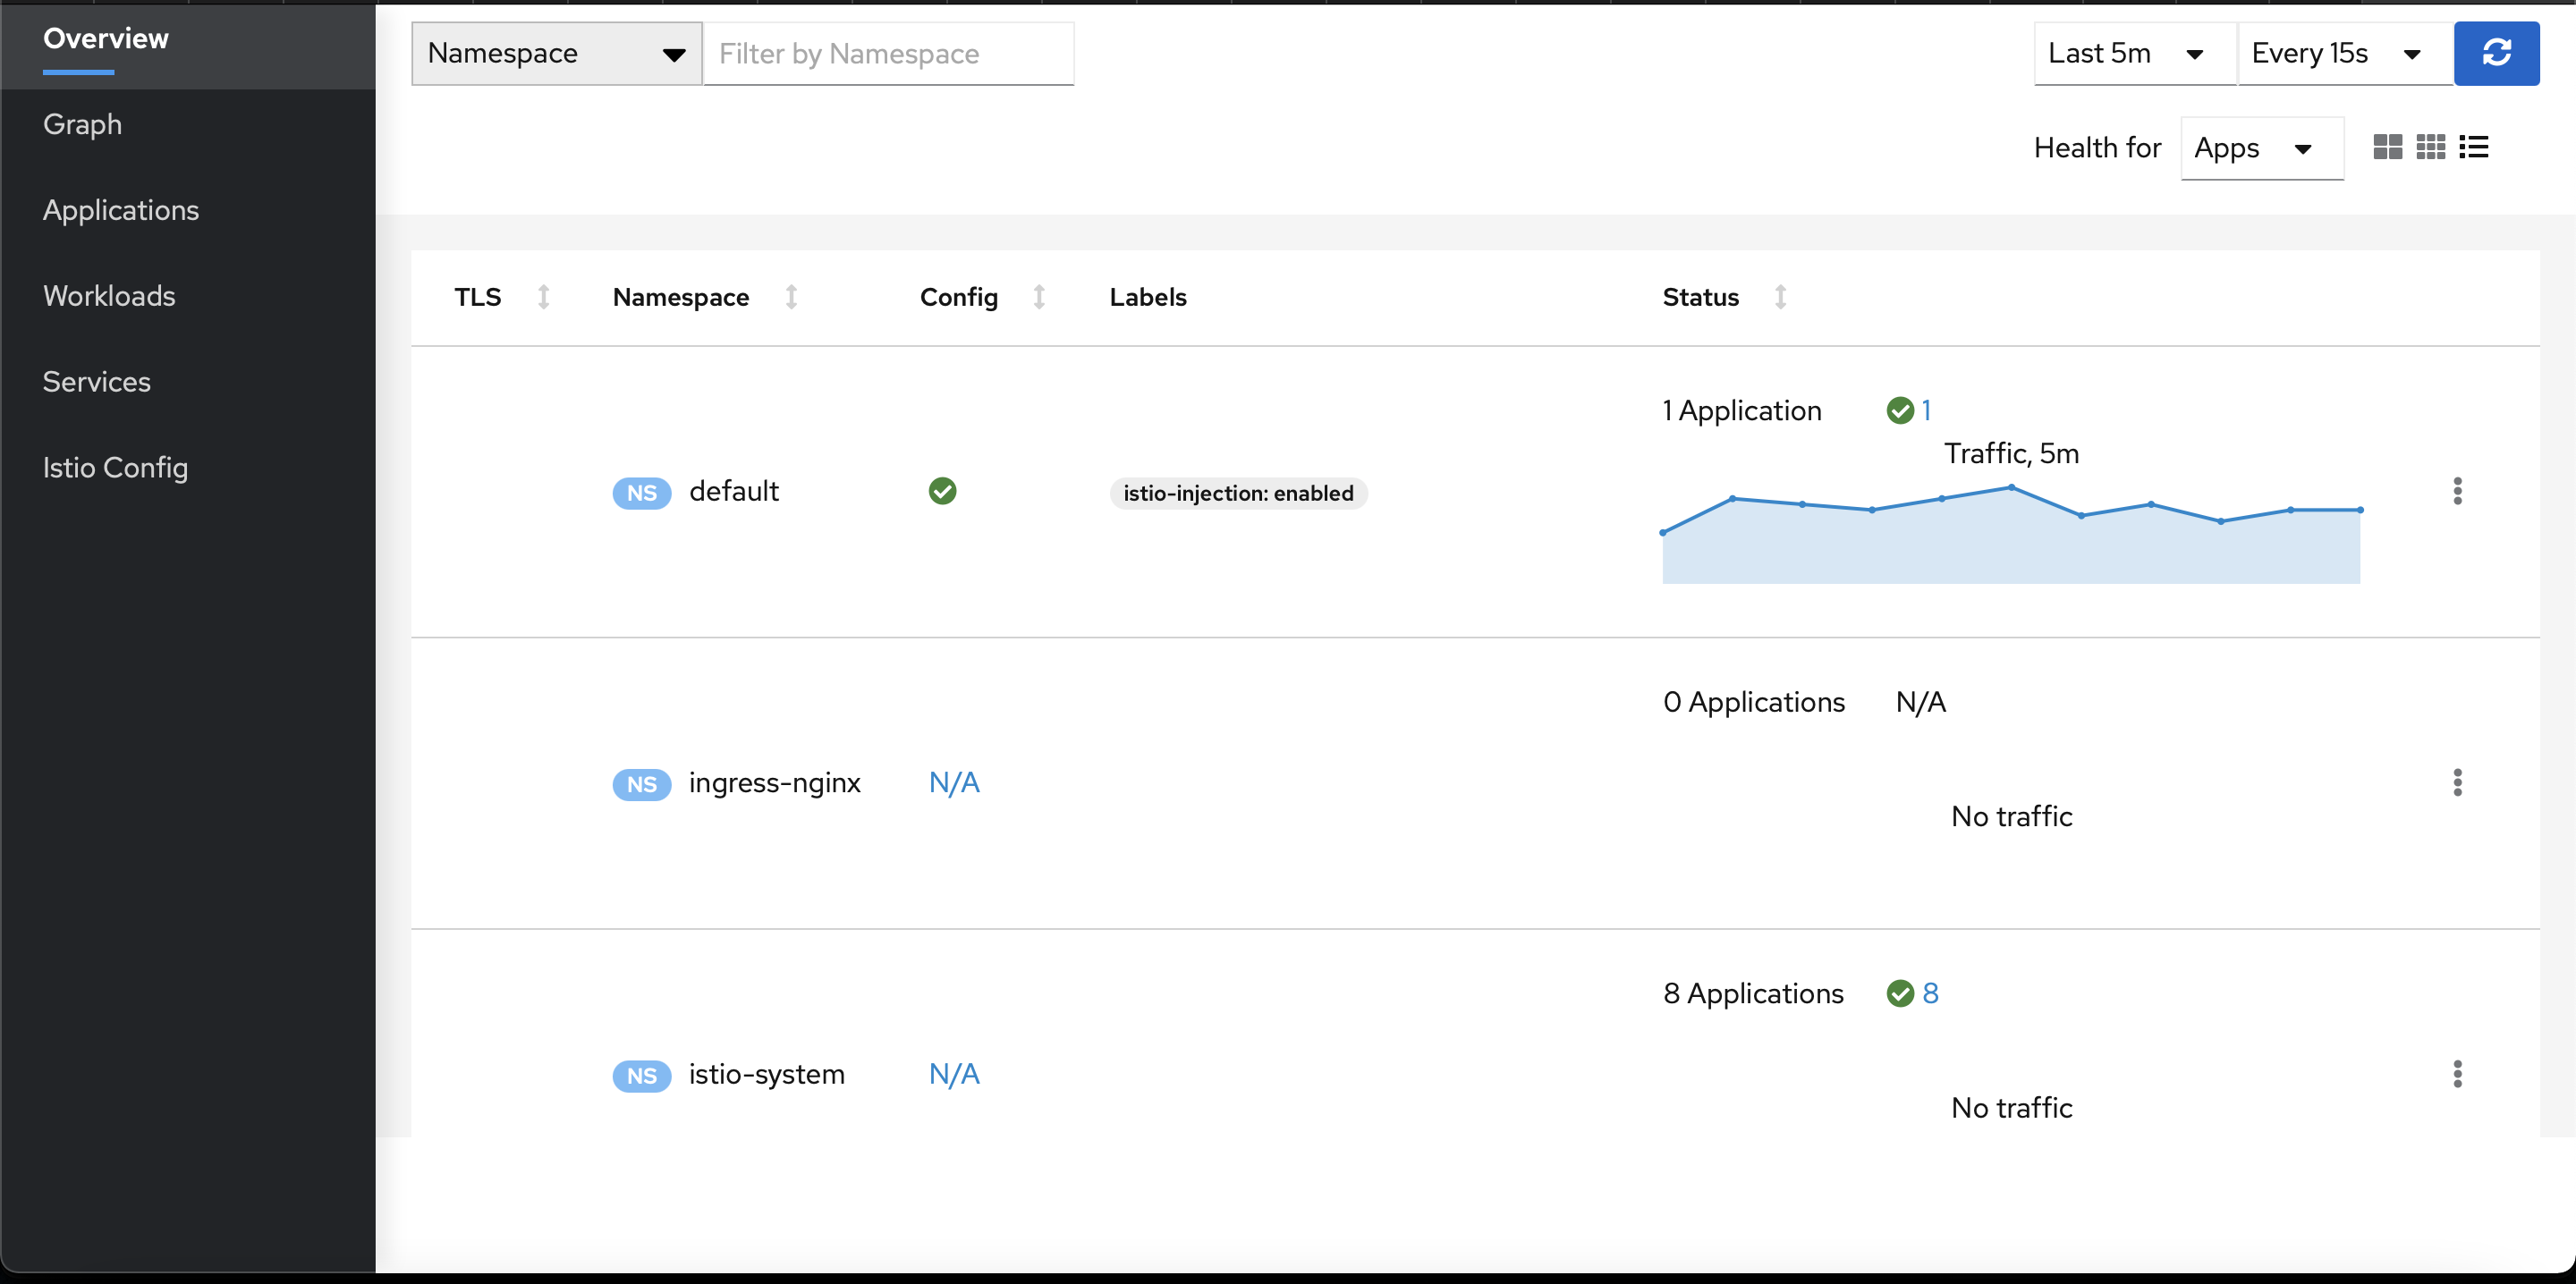 Overview
Graph
Applications
Workloads
Services
Istio Config
Namespace Filter by Namespace Last 5m Every 15s
Health for Apps
TLS Namespace Config Labels Status
1 Application 1
Traffic, 5m
NS default istio-injection: enabled
0 Applications N/A
NS ingress-nginx N/A
No traffic
8 Applications 8
NS istio-system N/A
No traffic